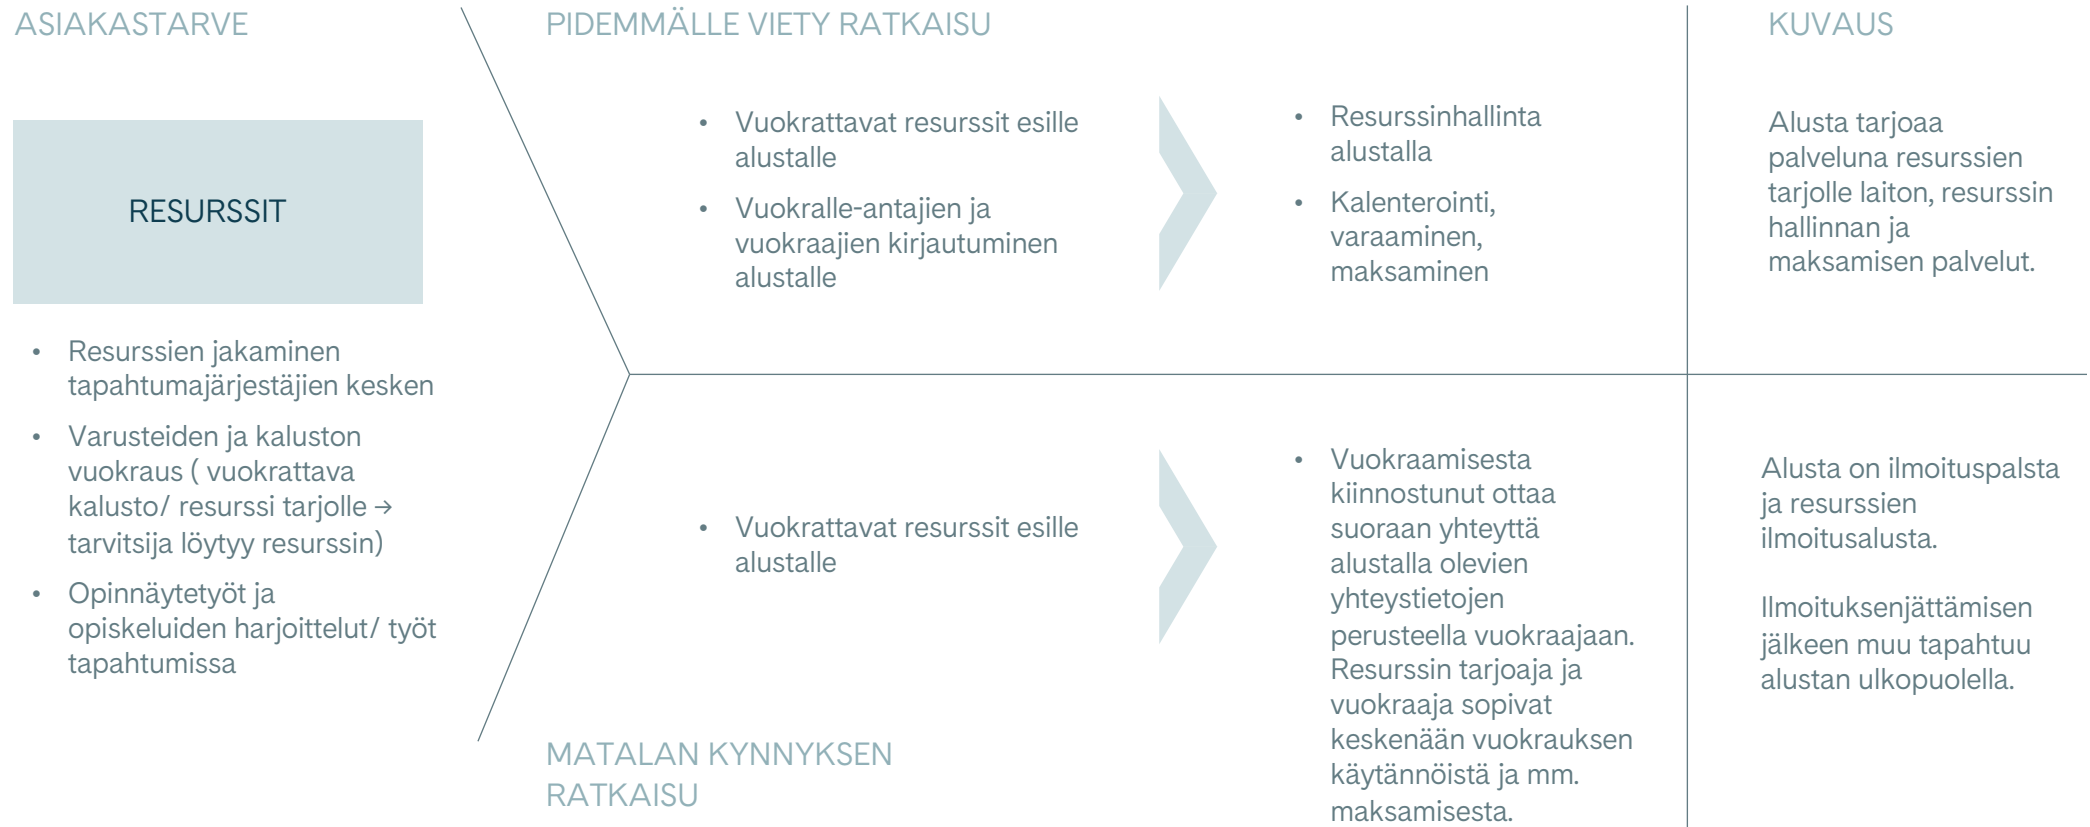 ASIAKASTARVE
RESURSSIT
• Resurssien jakaminen
tapahtumajärjestäjien kesken
• Varusteiden ja kaluston
vuokraus ( vuokrattava
kalusto/ resurssi tarjolle →
tarvitsija löytyy resurssin)
• Opinnäytetyöt ja
opiskeluiden harjoittelut/ työt
tapahtumissa
PIDEMMÄLLE VIETY RATKAISU
• Vuokrattavat resurssit esille
alustalle
• Vuokralle-antajien ja
vuokraajien kirjautuminen
alustalle
• Resurssinhallinta
alustalla
• Kalenterointi,
varaaminen,
maksaminen
KUVAUS
Alusta tarjoaa
palveluna resurssien
tarjolle laiton, resurssin
hallinnan ja
maksamisen palvelut.
MATALAN KYNNYKSEN
RATKAISU
• Vuokrattavat resurssit esille
alustalle
• Vuokraamisesta
kiinnostunut ottaa
suoraan yhteyttä
alustalla olevien
yhteystietojen
perusteella vuokraajaan.
Resurssin tarjoaja ja
vuokraaja sopivat
keskenään vuokrauksen
käytännöistä ja mm.
maksamisesta.
Alusta on ilmoituspalsta
ja resurssien
ilmoitusalusta.
Ilmoituksenjättämisen
jälkeen muu tapahtuu
alustan ulkopuolella.